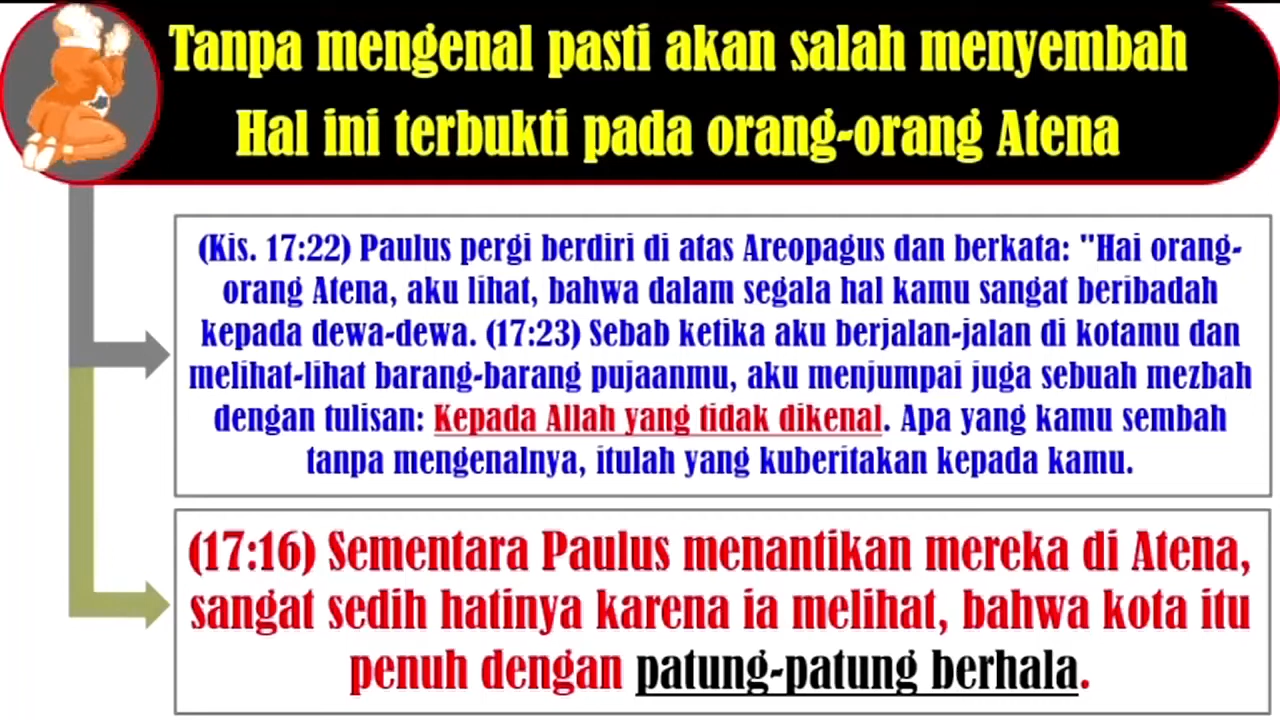 Tanpa mengenal pasti akan salah menyembah
Hal ini terbukti pada orang-orang Atena
(Kis. 17:22) Paulus pergi berdiri di atas Areopagus dan berkata: "Hai orang-
orang Atena, aku lihat, bahwa dalam segala hal kamu sangat beribadah
kepada dewa-dewa. (17:23) Sebab ketika aku berjalan-jalan di kotamu dan
melihat-lihat barang-barang pujaanmu, aku menjumpai juga sebuah mezbah
dengan tulisan: Kepada Allah yang tidak dikenal. Apa yang kamu sembah
tanpa mengenalnya, itulah yang kuberitakan kepada kamu.
(17:16) Sementara Paulus menantikan mereka di Atena,
sangat sedih hatinya karena ia melihat, bahwa kota itu
penuh dengan patung-patung berhala.